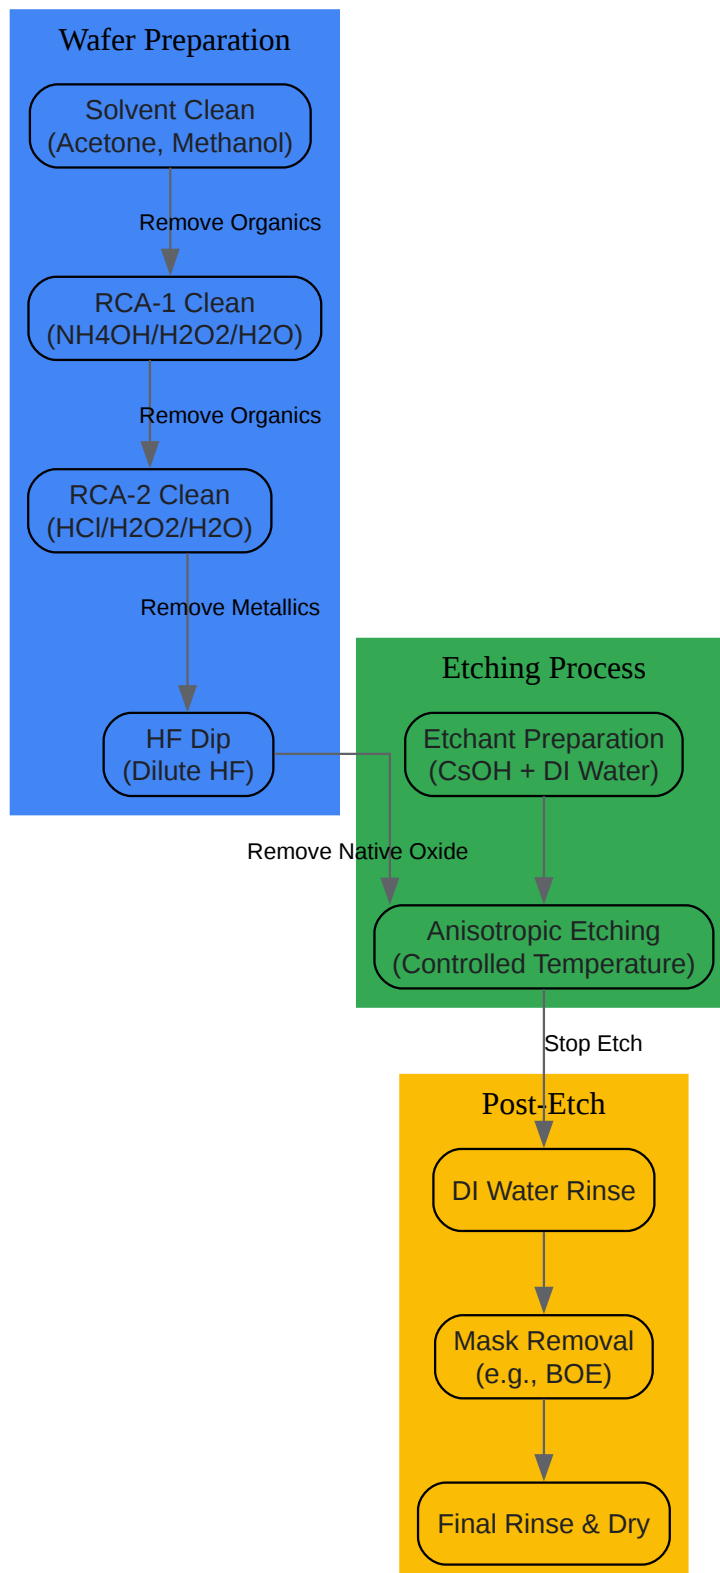 Wafer Preparation
Solvent Clean
(Acetone, Methanol)
Remove Organics
RCA-1 Clean
(NH4OH/H2O2/H2O)
Remove Organics
RCA-2 Clean
(HCl/H2O2/H2O)
Remove Metallics
HF Dip
(Dilute HF)
Remove Native Oxide
Etching Process
Etchant Preparation
(CsOH + DI Water)
Anisotropic Etching
(Controlled Temperature)
Stop Etch
Post-Etch
DI Water Rinse
Mask Removal
(e.g., BOE)
Final Rinse & Dry